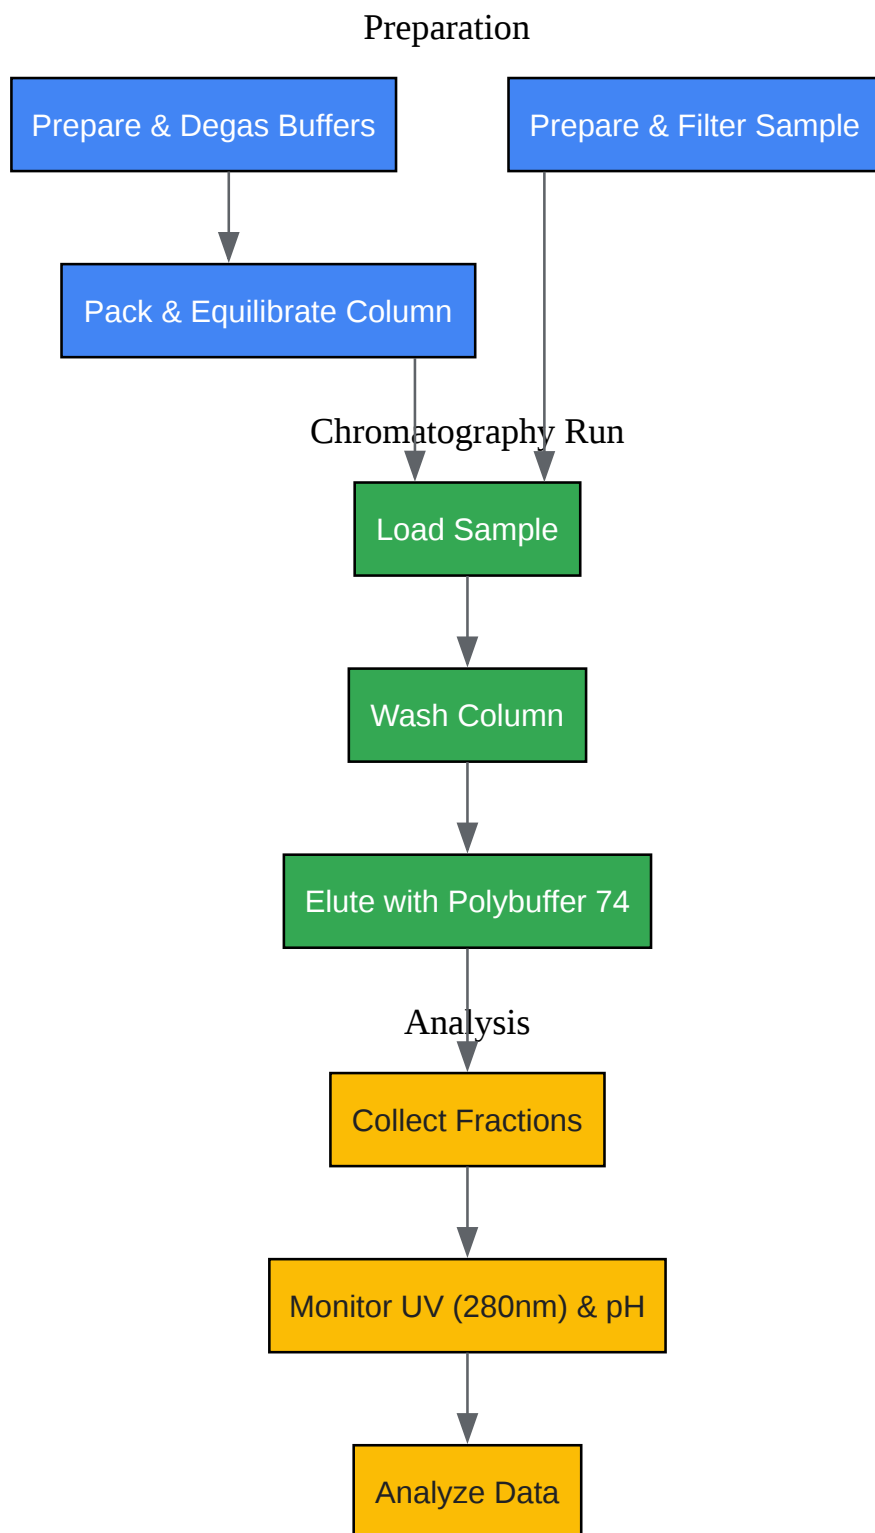 Preparation
Prepare & Degas Buffers
Prepare & Filter Sample
Pack & Equilibrate Column
Chromatography Run
Load Sample
Wash Column
Elute with Polybuffer 74
Analysis
Collect Fractions
Monitor UV (280nm) & pH
Analyze Data